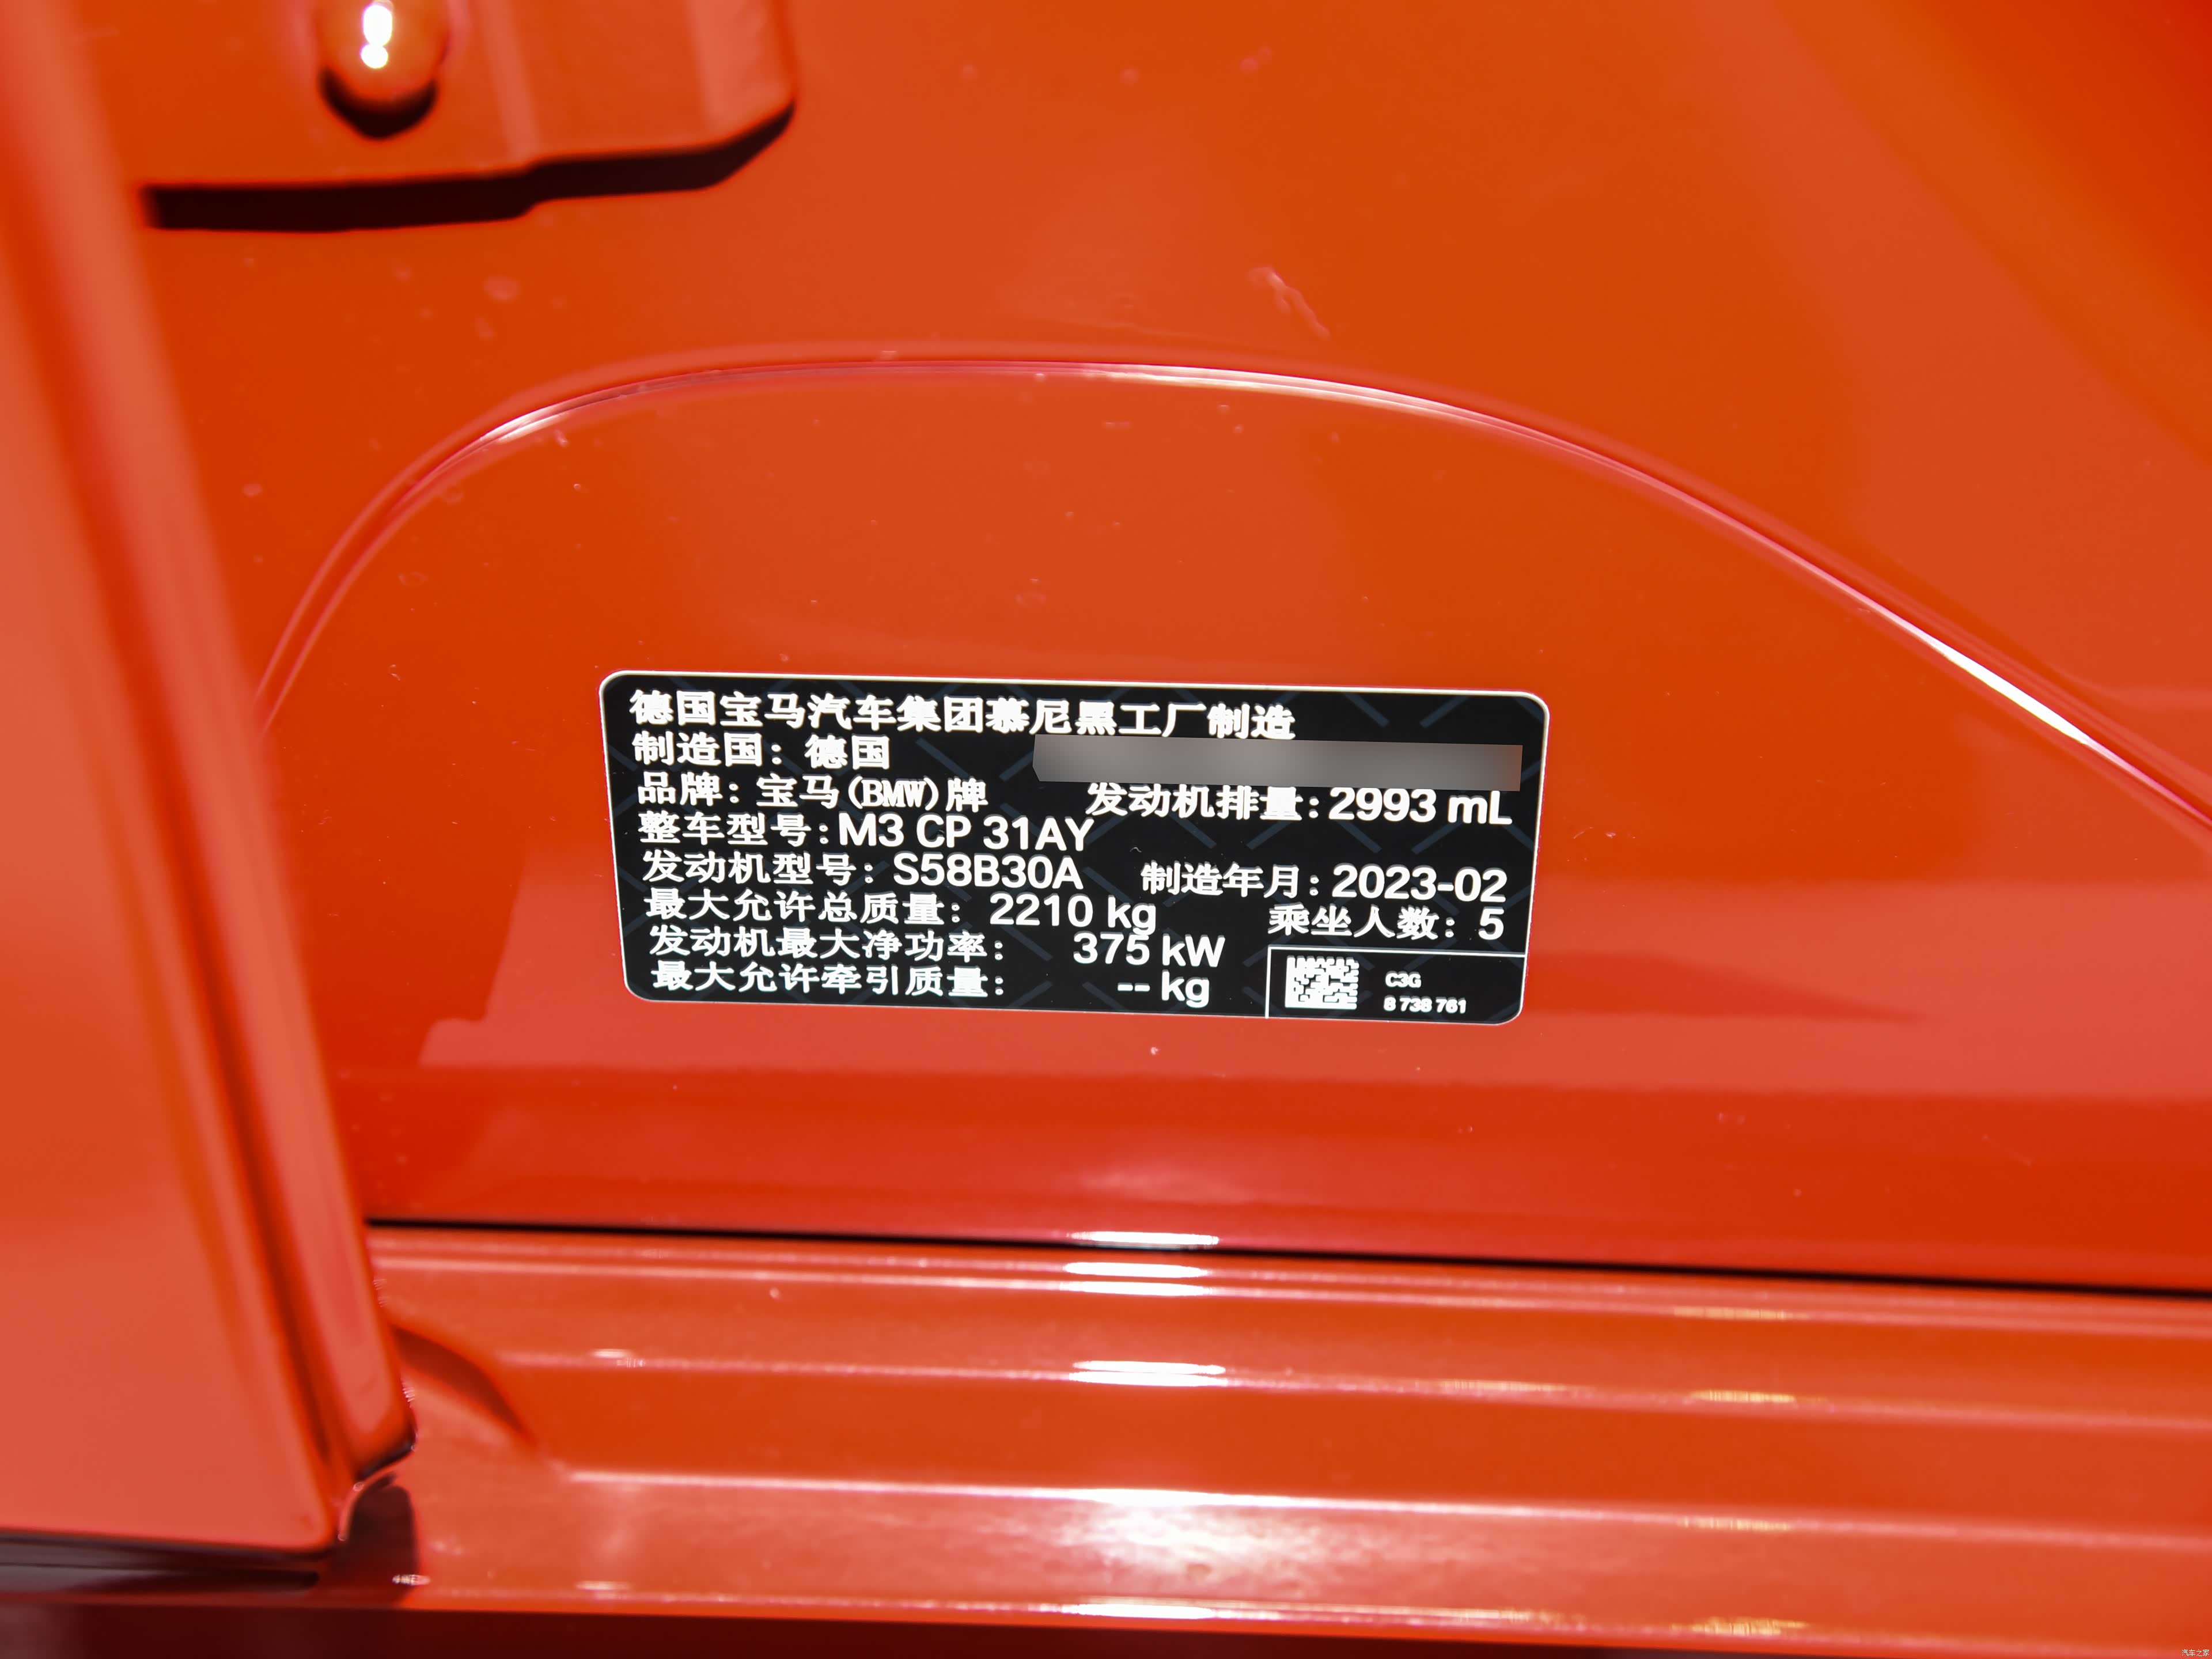 德国宝马汽车集团慕尼黑工厂制造
制造国：德国
品牌：宝马(BMW)牌 发动机排量：2993 mL
整车型号：M3 CP 31AY
发动机型号：S58B30A 制造年月：2023-02
最大允许总质量：2210 kg 乘坐人数：5
发动机最大净功率：375 kW
最大允许牵引质量：-- kg
C3G
8 738 761
汽车之家